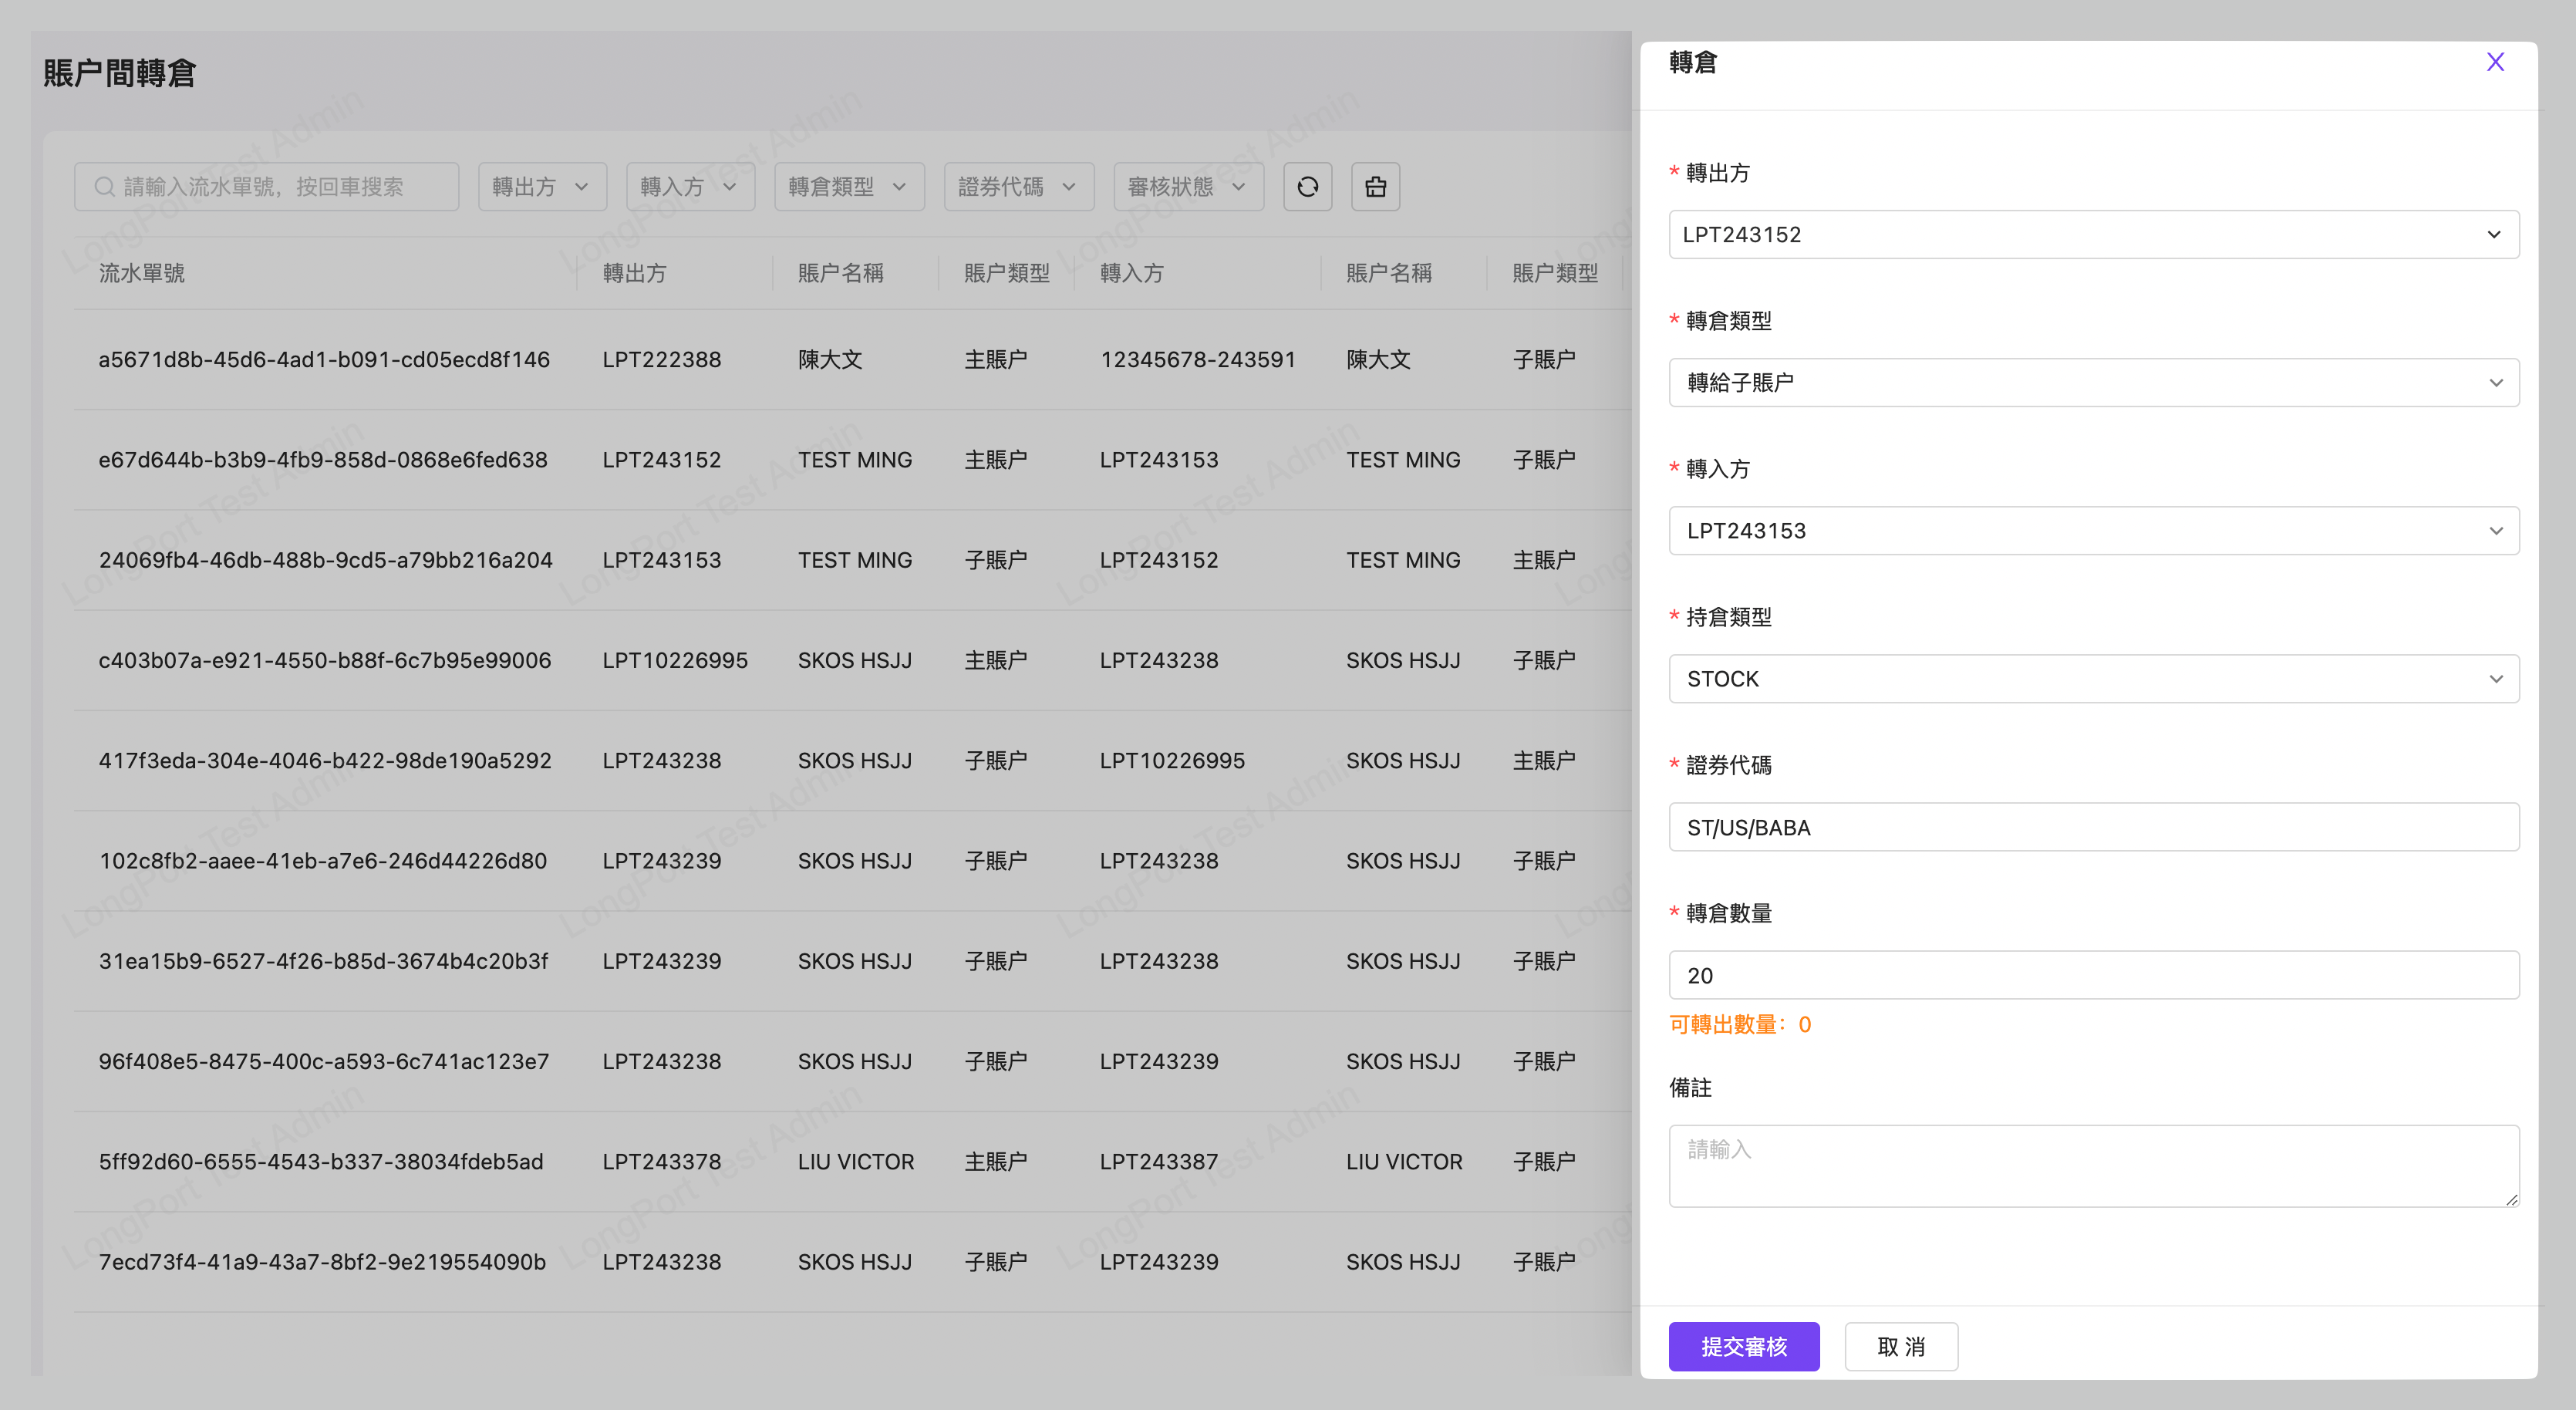 賬户間轉倉
請輸入流水單號，按回車搜索 轉出方 轉入方 轉倉類型 證券代碼 審核狀態
流水單號 轉出方 賬户名稱 賬户類型 轉入方 賬户名稱 賬户類型
a5671d8b-45d6-4ad1-b091-cd05ecd8f146 LPT222388 陳大文 主賬户 12345678-243591 陳大文 子賬户
e67d644b-b3b9-4fb9-858d-0868e6fed638 LPT243152 TEST MING 主賬户 LPT243153 TEST MING 子賬户
24069fb4-46db-488b-9cd5-a79bb216a204 LPT243153 TEST MING 子賬户 LPT243152 TEST MING 主賬户
c403b07a-e921-4550-b88f-6c7b95e99006 LPT10226995 SKOS HSJJ 主賬户 LPT243238 SKOS HSJJ 子賬户
417f3eda-304e-4046-b422-98de190a5292 LPT243238 SKOS HSJJ 子賬户 LPT10226995 SKOS HSJJ 主賬户
102c8fb2-aaee-41eb-a7e6-246d44226d80 LPT243239 SKOS HSJJ 子賬户 LPT243238 SKOS HSJJ 子賬户
31ea15b9-6527-4f26-b85d-3674b4c20b3f LPT243239 SKOS HSJJ 子賬户 LPT243238 SKOS HSJJ 子賬户
96f408e5-8475-400c-a593-6c741ac123e7 LPT243238 SKOS HSJJ 子賬户 LPT243239 SKOS HSJJ 子賬户
5ff92d60-6555-4543-b337-38034fdeb5ad LPT243378 LIU VICTOR 主賬户 LPT243387 LIU VICTOR 子賬户
7ecd73f4-41a9-43a7-8bf2-9e219554090b LPT243238 SKOS HSJJ 子賬户 LPT243239 SKOS HSJJ 子賬户
LongPort Test Admin
轉倉
* 轉出方
LPT243152
* 轉倉類型
轉給子賬户
* 轉入方
LPT243153
* 持倉類型
STOCK
* 證券代碼
ST/US/BABA
* 轉倉數量
20
可轉出數量：0
備註
請輸入
提交審核 取 消